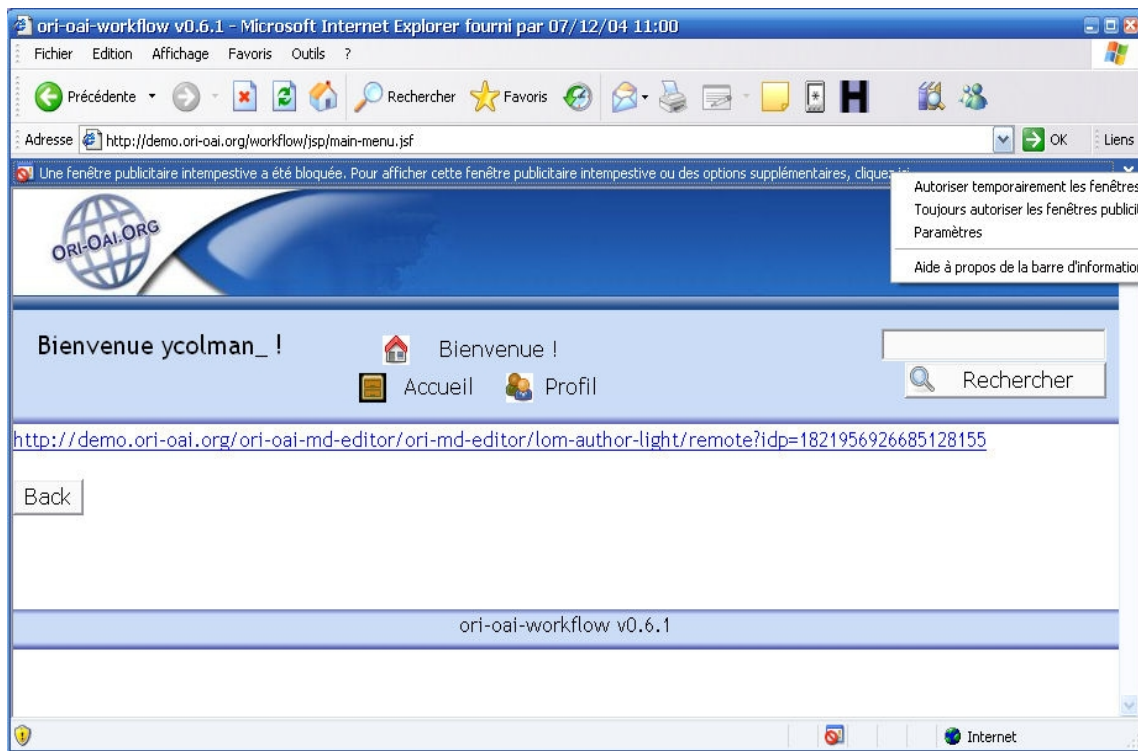 ori-oai-workflow v0.6.1 - Microsoft Internet Explorer fourni par 07/12/04 11:00
Fichier Edition Affichage Favoris Outils ?
Précédente Rechercher Favoris H
Adresse http://demo.ori-oai.org/workflow/jsp/main-menu.jsf OK Liens
Une fenêtre publicitaire intempestive a été bloquée. Pour afficher cette fenêtre publicitaire intempestive ou des options supplémentaires, cliquez ici
Autoriser temporairement les fenêtres
Toujours autoriser les fenêtres publicit
Paramètres
Aide à propos de la barre d'information
ORI-OAI.ORG
Bienvenue ycolman_ !
Bienvenue !
Accueil Profil
Rechercher
http://demo.ori-oai.org/ori-oai-md-editor/ori-md-editor/lom-author-light/remote?idp=1821956926685128155
Back
ori-oai-workflow v0.6.1
Internet